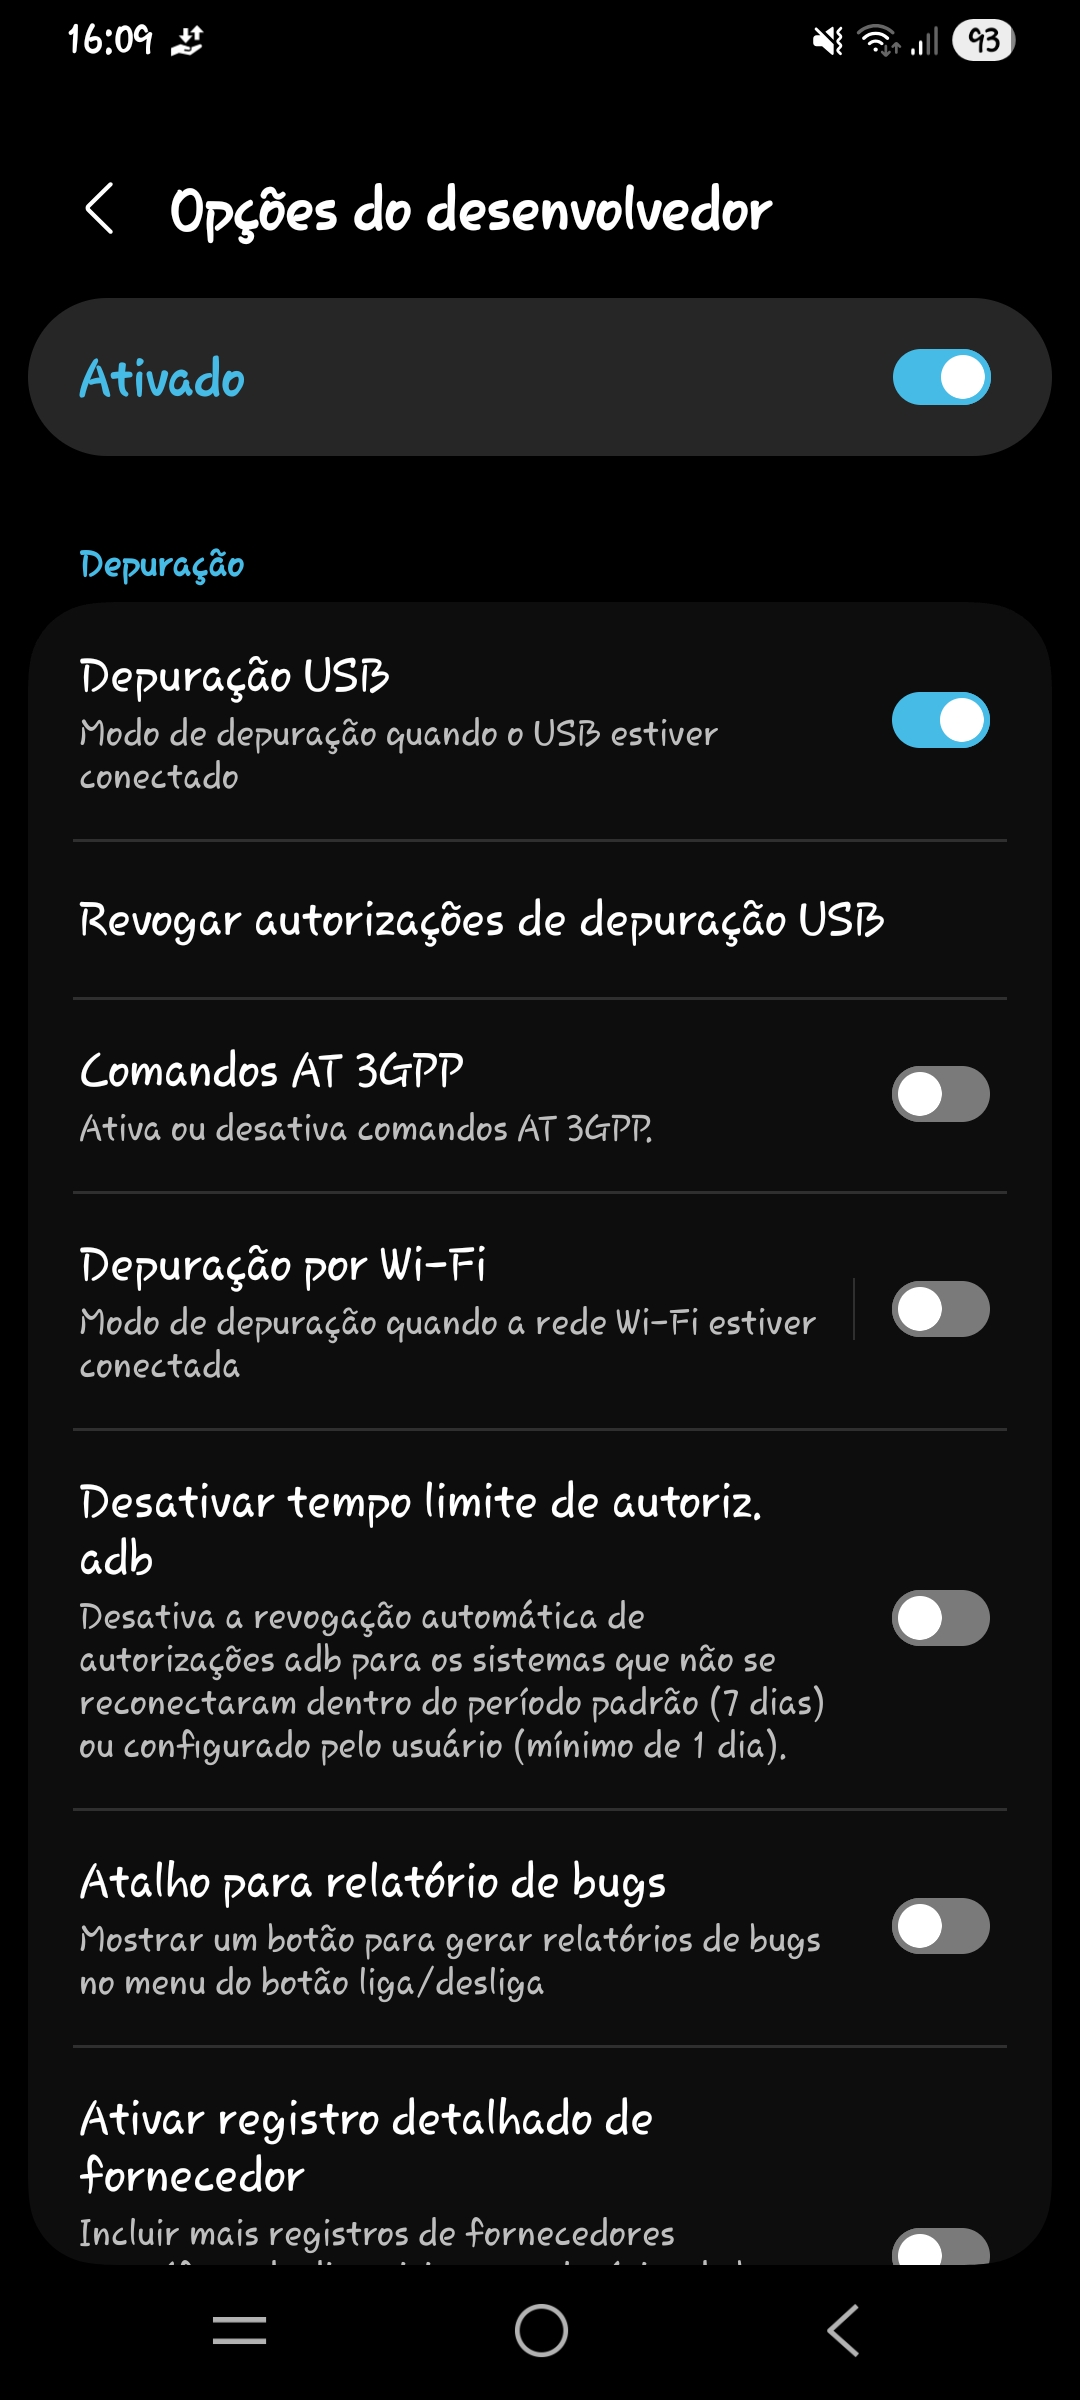 16:09
93
Opções do desenvolvedor
Ativado
Depuração
Depuração USB
Modo de depuração quando o USB estiver
conectado
Revogar autorizações de depuração USB
Comandos AT 3GPP
Ativa ou desativa comandos AT 3GPP.
Depuração por Wi-Fi
Modo de depuração quando a rede Wi-Fi estiver
conectada
Desativar tempo limite de autoriz.
adb
Desativa a revogação automática de
autorizações adb para os sistemas que não se
reconectaram dentro do período padrão (7 dias)
ou configurado pelo usuário (mínimo de 1 dia).
Atalho para relatório de bugs
Mostrar um botão para gerar relatórios de bugs
no menu do botão liga/desliga
Ativar registro detalhado de
fornecedor
Incluir mais registros de fornecedores